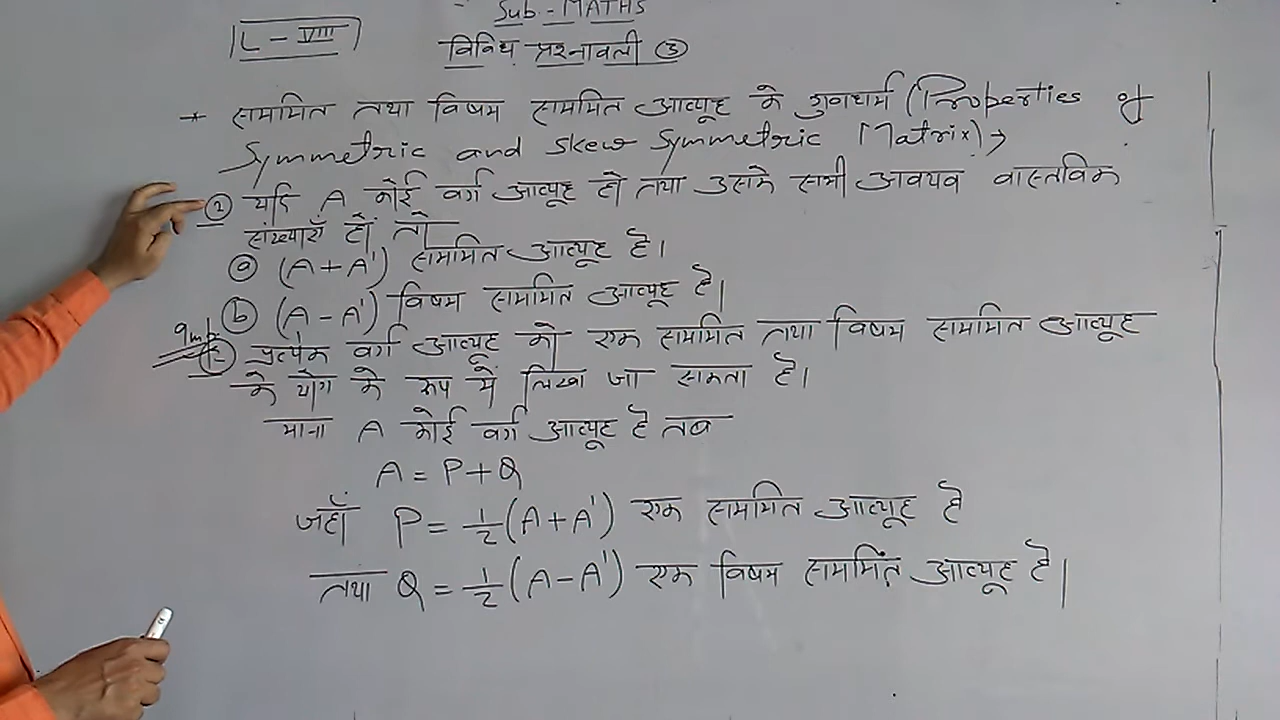 Sub.- MATHS
L - VIII
विविध प्रश्नावली ③
* सममित तथा विषम सममित आव्यूह के गुणधर्म (Properties of
Symmetric and Skew Symmetric Matrix) →
① यदि A कोई वर्ग आव्यूह हो तथा उसके सभी अवयव वास्तविक
संख्याएँ हों तो
ⓐ (A + A') सममित आव्यूह है।
ⓑ (A - A') विषम सममित आव्यूह है।
Imp. ② प्रत्येक वर्ग आव्यूह को एक सममित तथा विषम सममित आव्यूह
के योग के रूप में लिखा जा सकता है।
माना A कोई वर्ग आव्यूह है तब
A = P + Q
जहाँ P = 1/2 (A + A') एक सममित आव्यूह है
तथा Q = 1/2 (A - A') एक विषम सममित आव्यूह है।